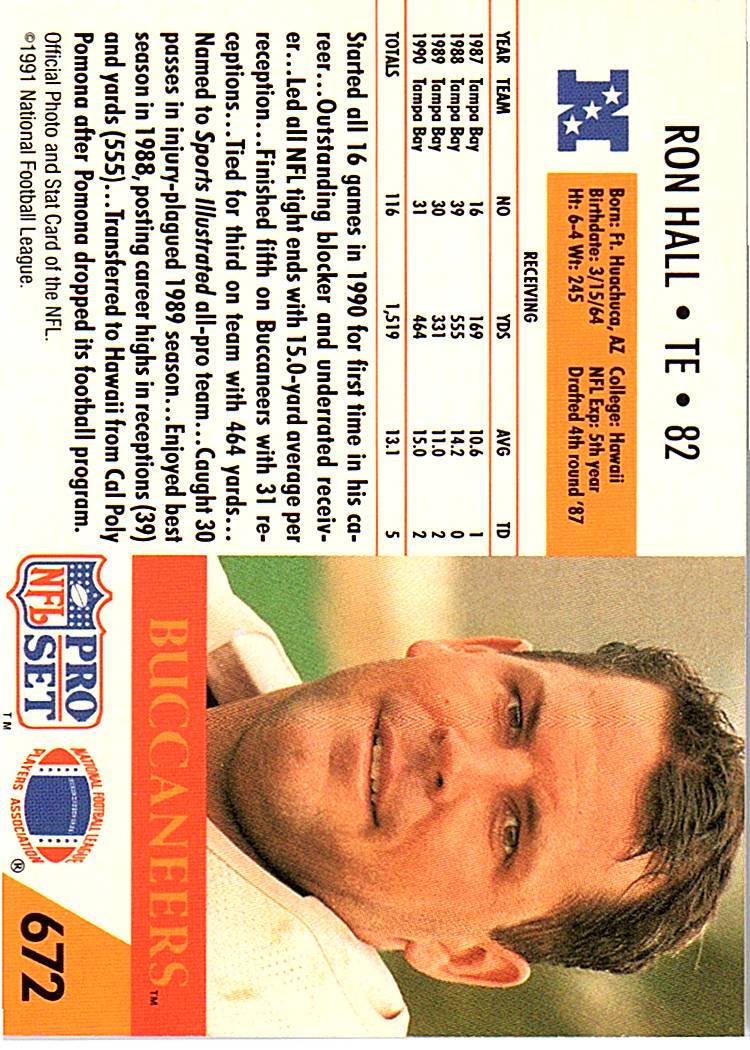 RON HALL • TE • 82
N
Born: Ft. Huachuca, AZ College: Hawaii
Birthdate: 3/15/64 NFL Exp: 5th year
Ht: 6-4 Wt: 245 Drafted 4th round '87
RECEIVING
YEAR TEAM NO YDS AVG TD
1987 Tampa Bay 16 169 10.6 1
1988 Tampa Bay 39 555 14.2 0
1989 Tampa Bay 30 331 11.0 2
1990 Tampa Bay 31 464 15.0 2
TOTALS 116 1,519 13.1 5
Started all 16 games in 1990 for first time in his ca-
reer...Outstanding blocker and underrated receiv-
er...Led all NFL tight ends with 15.0-yard average per
reception...Finished fifth on Buccaneers with 31 re-
ceptions...Tied for third on team with 464 yards...
Named to Sports Illustrated all-pro team...Caught 30
passes in injury-plagued 1989 season...Enjoyed best
season in 1988, posting career highs in receptions (39)
and yards (555)...Transferred to Hawaii from Cal Poly
Pomona after Pomona dropped its football program.
Official Photo and Stat Card of the NFL.
©1991 National Football League.
BUCCANEERS™
PRO
NFL SET ™
NATIONAL FOOTBALL LEAGUE
PLAYERS ASSOCIATION ®
672